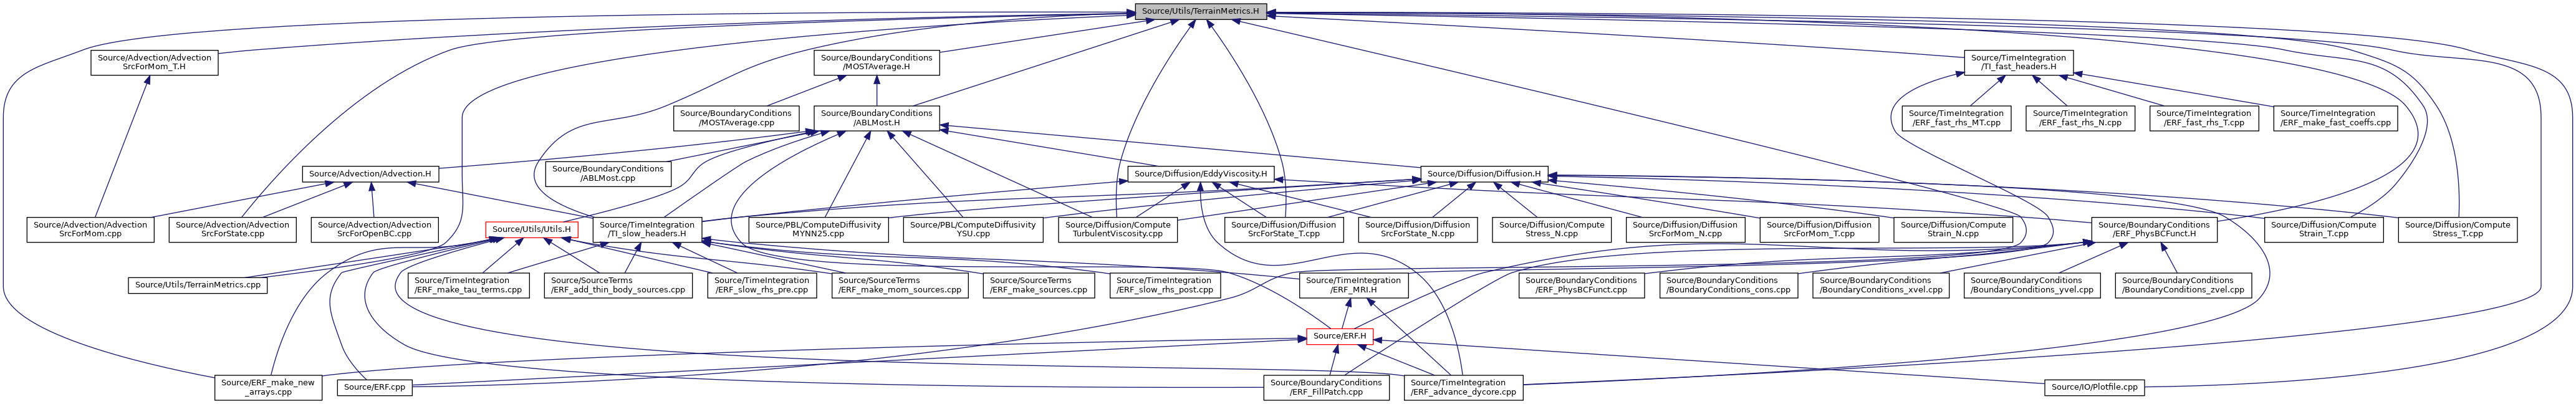 Source/Utils/TerrainMetrics.H
Source/Advection/Advection
SrcForMom_T.H
Source/BoundaryConditions
/MOSTAverage.H
Source/TimeIntegration
/TI_fast_headers.H
Source/BoundaryConditions
/MOSTAverage.cpp
Source/BoundaryConditions
/ABLMost.H
Source/TimeIntegration
/ERF_fast_rhs_MT.cpp
Source/TimeIntegration
/ERF_fast_rhs_N.cpp
Source/TimeIntegration
/ERF_fast_rhs_T.cpp
Source/TimeIntegration
/ERF_make_fast_coeffs.cpp
Source/Advection/Advection.H
Source/BoundaryConditions
/ABLMost.cpp
Source/Diffusion/EddyViscosity.H
Source/Diffusion/Diffusion.H
Source/Advection/Advection
SrcForMom.cpp
Source/Advection/Advection
SrcForState.cpp
Source/Advection/Advection
SrcForOpenBC.cpp
Source/Utils/Utils.H
Source/TimeIntegration
/TI_slow_headers.H
Source/PBL/ComputeDiffusivity
MYNN25.cpp
Source/PBL/ComputeDiffusivity
YSU.cpp
Source/Diffusion/Compute
TurbulentViscosity.cpp
Source/Diffusion/Diffusion
SrcForState_T.cpp
Source/Diffusion/Diffusion
SrcForState_N.cpp
Source/Diffusion/Compute
Stress_N.cpp
Source/Diffusion/Diffusion
SrcForMom_N.cpp
Source/Diffusion/Diffusion
SrcForMom_T.cpp
Source/Diffusion/Compute
Strain_N.cpp
Source/BoundaryConditions
/ERF_PhysBCFunct.H
Source/Diffusion/Compute
Strain_T.cpp
Source/Diffusion/Compute
Stress_T.cpp
Source/Utils/TerrainMetrics.cpp
Source/TimeIntegration
/ERF_make_tau_terms.cpp
Source/SourceTerms
/ERF_add_thin_body_sources.cpp
Source/TimeIntegration
/ERF_slow_rhs_pre.cpp
Source/SourceTerms
/ERF_make_mom_sources.cpp
Source/SourceTerms
/ERF_make_sources.cpp
Source/TimeIntegration
/ERF_slow_rhs_post.cpp
Source/TimeIntegration
/ERF_MRI.H
Source/BoundaryConditions
/ERF_PhysBCFunct.cpp
Source/BoundaryConditions
/BoundaryConditions_cons.cpp
Source/BoundaryConditions
/BoundaryConditions_xvel.cpp
Source/BoundaryConditions
/BoundaryConditions_yvel.cpp
Source/BoundaryConditions
/BoundaryConditions_zvel.cpp
Source/ERF.H
Source/ERF_make_new
_arrays.cpp
Source/ERF.cpp
Source/BoundaryConditions
/ERF_FillPatch.cpp
Source/TimeIntegration
/ERF_advance_dycore.cpp
Source/IO/Plotfile.cpp